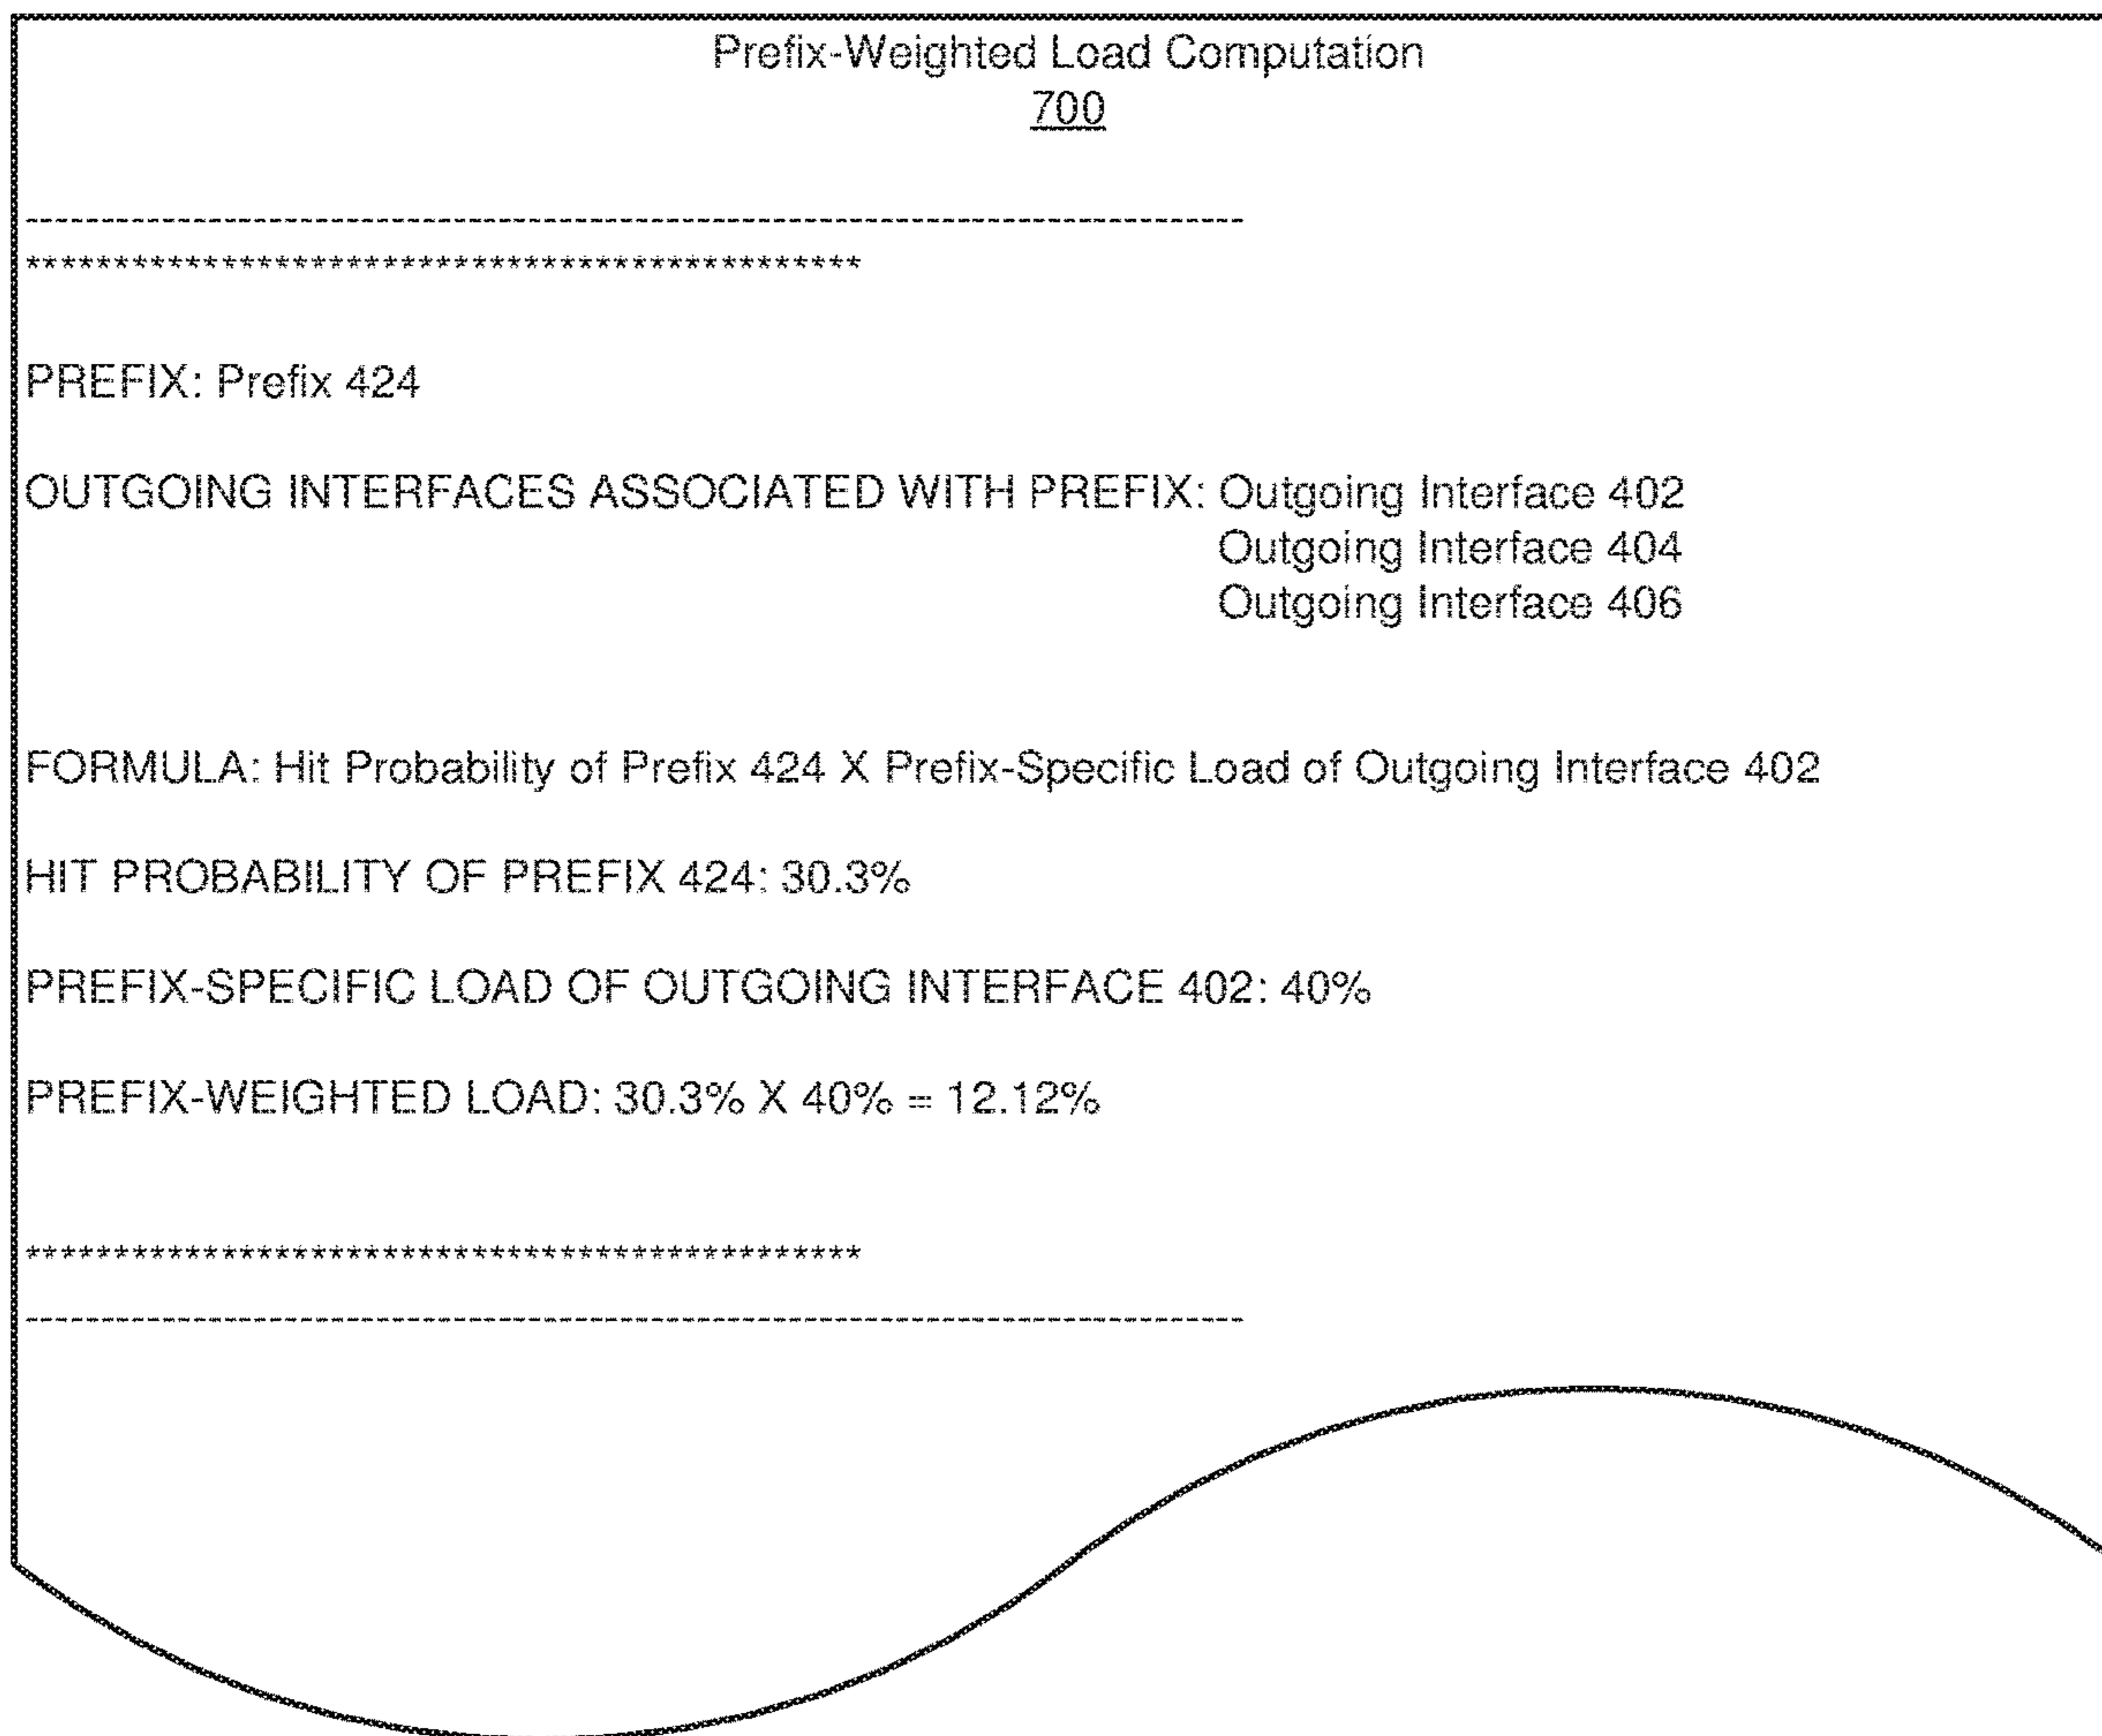 Prefix-Weighted Load Computation
700
--------------------------------------------------------------------------------
***********************************************
PREFIX: Prefix 424
OUTGOING INTERFACES ASSOCIATED WITH PREFIX: Outgoing Interface 402
Outgoing Interface 404
Outgoing Interface 406
FORMULA: Hit Probability of Prefix 424 X Prefix-Specific Load of Outgoing Interface 402
HIT PROBABILITY OF PREFIX 424: 30.3%
PREFIX-SPECIFIC LOAD OF OUTGOING INTERFACE 402: 40%
PREFIX-WEIGHTED LOAD: 30.3% X 40% = 12.12%
***********************************************
--------------------------------------------------------------------------------